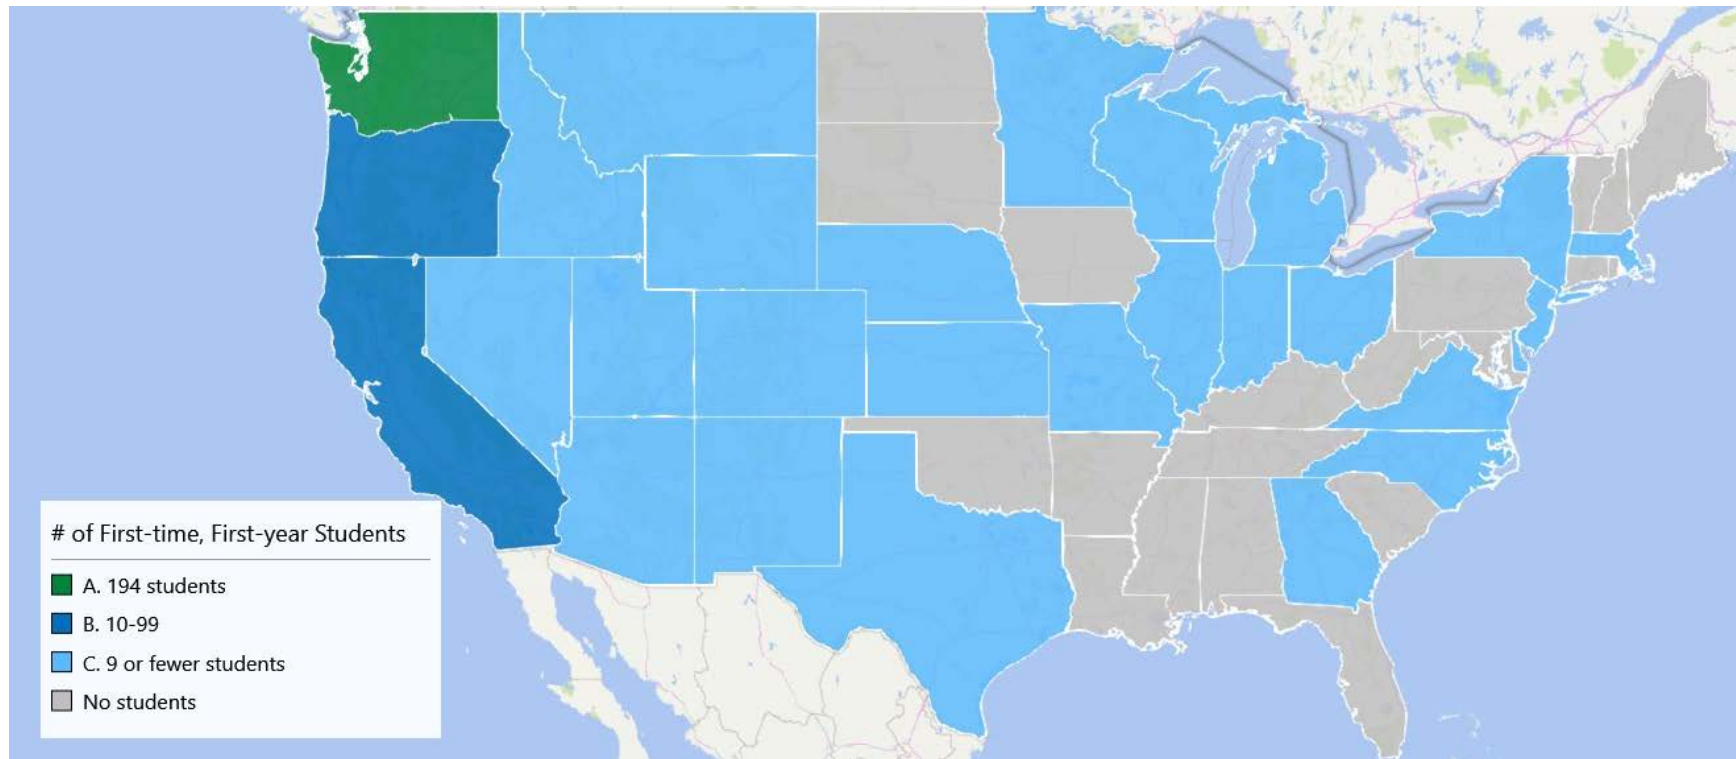 # of First-time, First-year Students
A. 194 students
B. 10-99
C. 9 or fewer students
No students